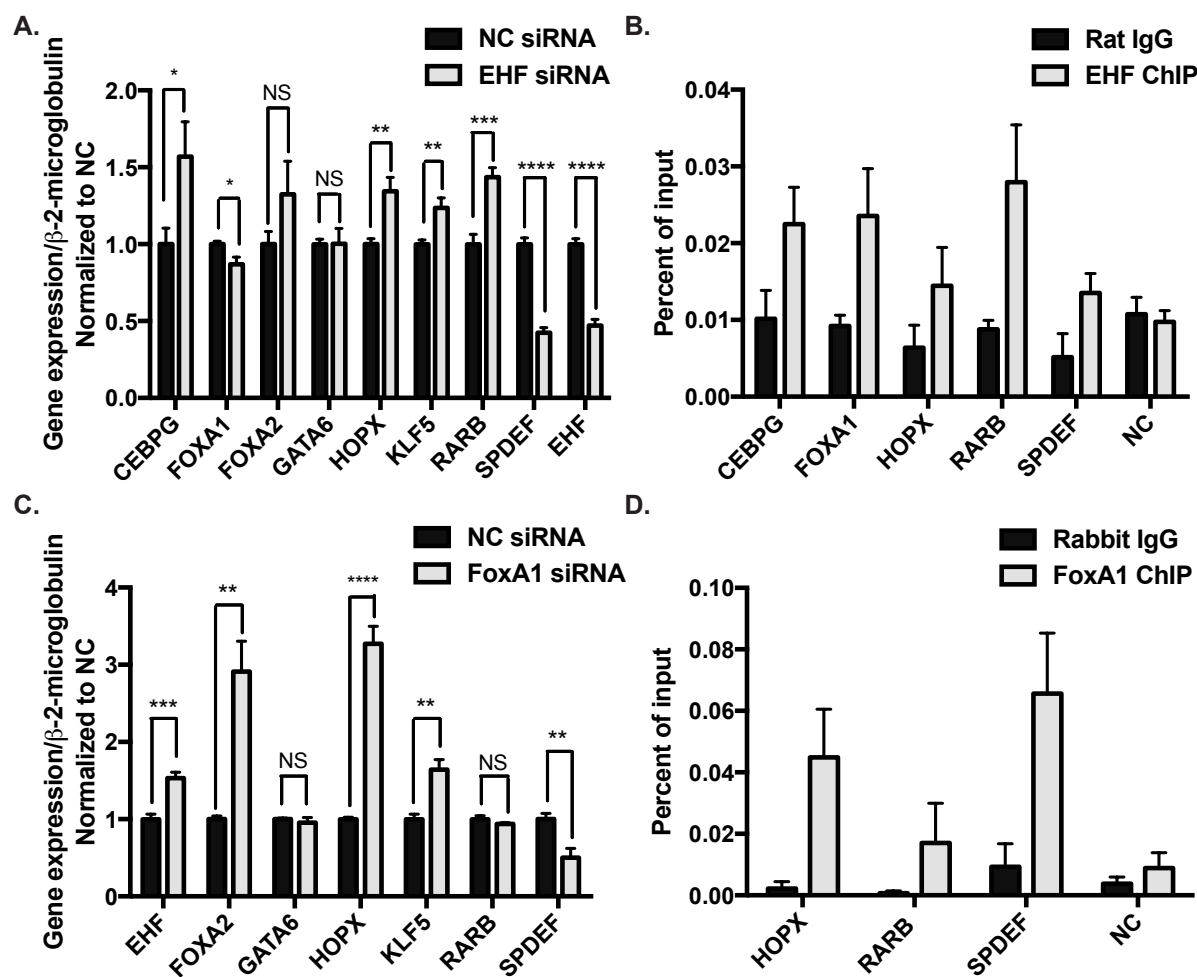 A.
NC siRNA
EHF siRNA
Gene expression/β-2-microglobulin
Normalized to NC
2.0
1.5
1.0
0.5
0.0
*
*
NS
NS
**
**
***
****
****
CEBPG
FOXA1
FOXA2
GATA6
HOPX
KLF5
RARB
SPDEF
EHF
B.
Rat IgG
EHF ChIP
Percent of input
0.04
0.03
0.02
0.01
0.00
CEBPG
FOXA1
HOPX
RARB
SPDEF
NC
C.
NC siRNA
FoxA1 siRNA
Gene expression/β-2-microglobulin
Normalized to NC
4
3
2
1
0
***
**
NS
****
**
NS
**
EHF
FOXA2
GATA6
HOPX
KLF5
RARB
SPDEF
D.
Rabbit IgG
FoxA1 ChIP
Percent of input
0.10
0.08
0.06
0.04
0.02
0.00
HOPX
RARB
SPDEF
NC